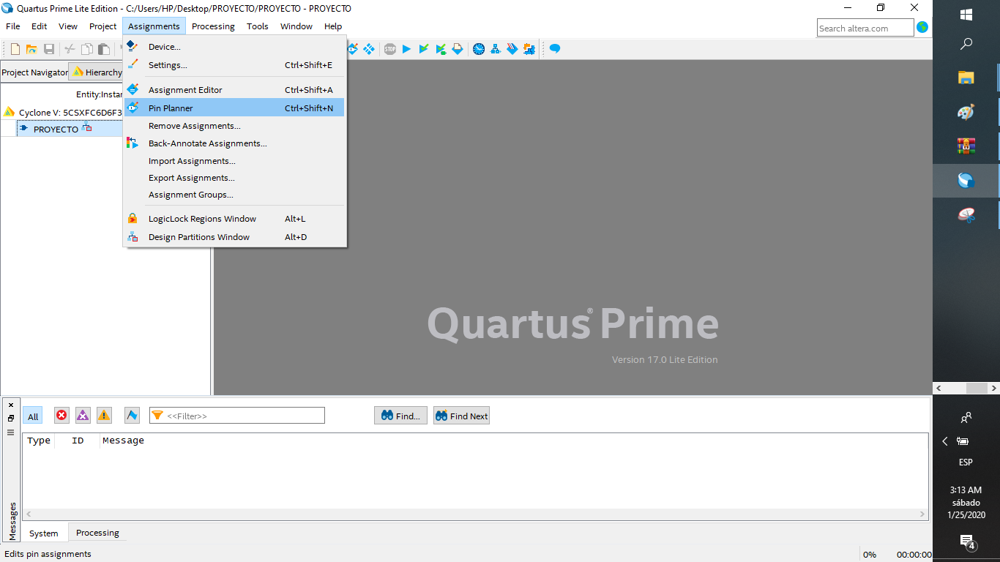 Quartus Prime Lite Edition - C:/Users/HP/Desktop/PROYECTO/PROYECTO - PROYECTO
File Edit View Project Assignments Processing Tools Window Help
Search altera.com
STOP
Project Navigator Hierarchy
Entity:Instan
Cyclone V: 5CSXFC6D6F3
PROYECTO
Device...
Settings... Ctrl+Shift+E
Assignment Editor Ctrl+Shift+A
Pin Planner Ctrl+Shift+N
Remove Assignments...
Back-Annotate Assignments...
Import Assignments...
Export Assignments...
Assignment Groups...
LogicLock Regions Window Alt+L
Design Partitions Window Alt+D
Quartus® Prime
Version 17.0 Lite Edition
All <<Filter>> Find... Find Next
Type ID Message
Messages
System Processing
Edits pin assignments
0% 00:00:00
ESP
3:13 AM
sábado
1/25/2020
4